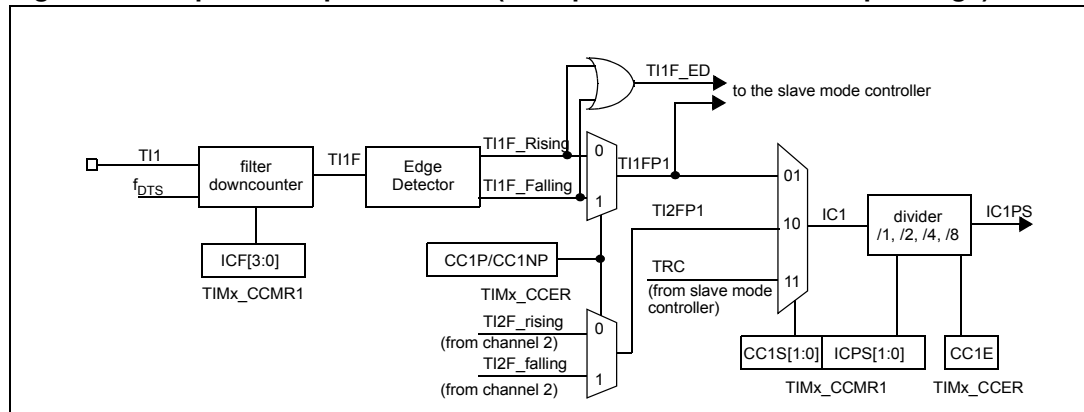 TI1F_ED
to the slave mode controller
TI1
fDTS
filter
downcounter
TI1F
Edge
Detector
TI1F_Rising
TI1F_Falling
0
1
TI1FP1
TI2FP1
01
10
11
IC1
divider
/1, /2, /4, /8
IC1PS
ICF[3:0]
TIMx_CCMR1
CC1P/CC1NP
TIMx_CCER
TRC
(from slave mode
controller)
TI2F_rising
(from channel 2)
TI2F_falling
(from channel 2)
0
1
CC1S[1:0]
ICPS[1:0]
CC1E
TIMx_CCMR1
TIMx_CCER